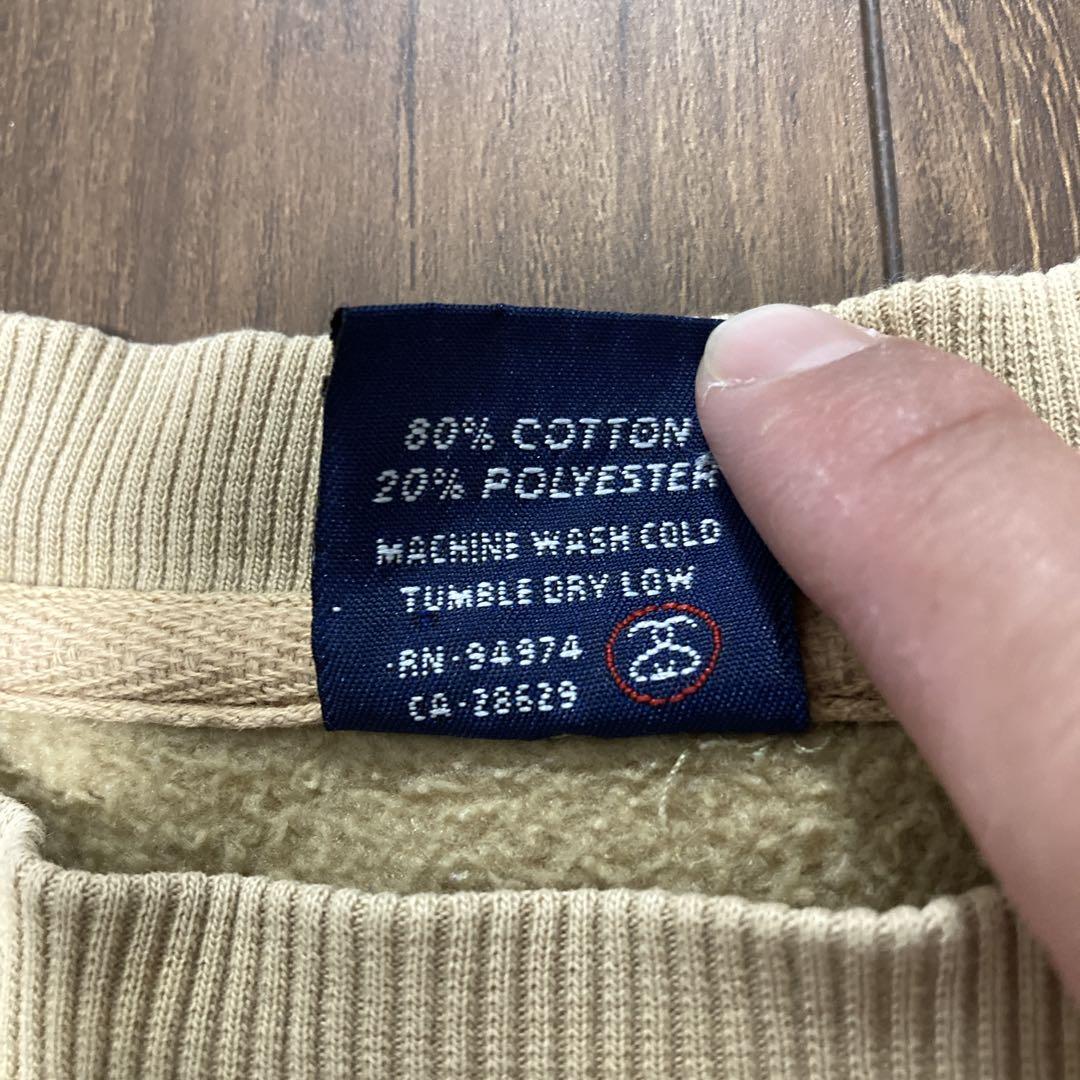 80% COTTON
20% POLYESTER
MACHINE WASH COLD
TUMBLE DRY LOW
·RN·94974
CA·28629